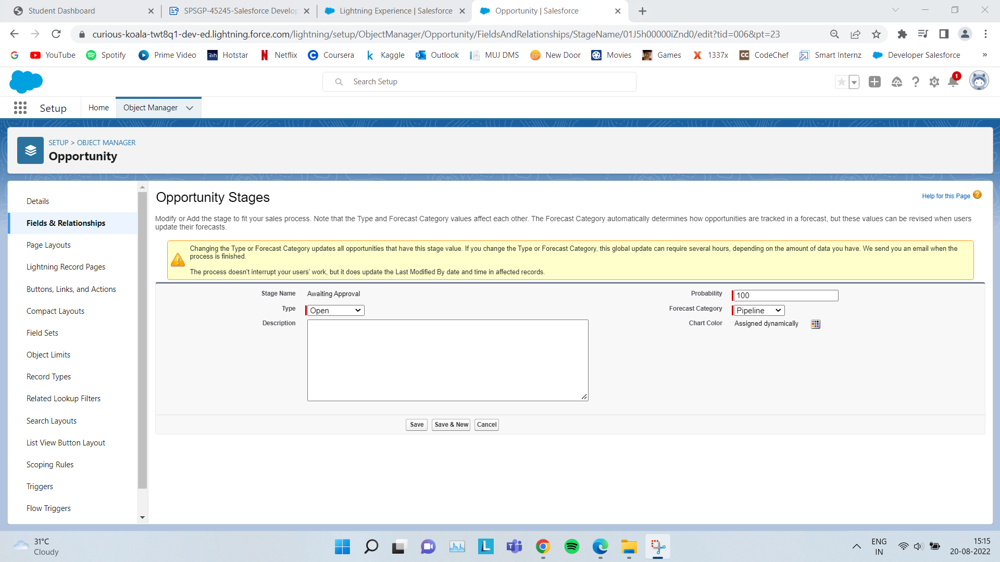 Student Dashboard
SPSGP-45245-Salesforce Develop
Lightning Experience | Salesforce
Opportunity | Salesforce
curious-koala-twt8q1-dev-ed.lightning.force.com/lightning/setup/ObjectManager/Opportunity/FieldsAndRelationships/StageName/01J5h00000iZnd0/edit?tid=006&pt=23
YouTube
Spotify
Prime Video
Hotstar
Netflix
Coursera
Kaggle
Outlook
MUJ DMS
New Door
Movies
Games
1337x
CodeChef
Smart Internz
Developer Salesforce
»
Search Setup
1
Setup
Home
Object Manager
SETUP > OBJECT MANAGER
Opportunity
Details
Fields & Relationships
Page Layouts
Lightning Record Pages
Buttons, Links, and Actions
Compact Layouts
Field Sets
Object Limits
Record Types
Related Lookup Filters
Search Layouts
List View Button Layout
Scoping Rules
Triggers
Flow Triggers
Opportunity Stages
Help for this Page
Modify or Add the stage to fit your sales process. Note that the Type and Forecast Category values affect each other. The Forecast Category automatically determines how opportunities are tracked in a forecast, but these values can be revised when users
update their forecasts.
Changing the Type or Forecast Category updates all opportunities that have this stage value. If you change the Type or Forecast Category, this global update can require several hours, depending on the amount of data you have. We send you an email when the
process is finished.
The process doesn't interrupt your users' work, but it does update the Last Modified By date and time in affected records.
Stage Name Awaiting Approval
Probability 100
Type Open
Forecast Category Pipeline
Description
Chart Color Assigned dynamically
Save
Save & New
Cancel
31°C
Cloudy
ENG
IN
15:15
20-08-2022